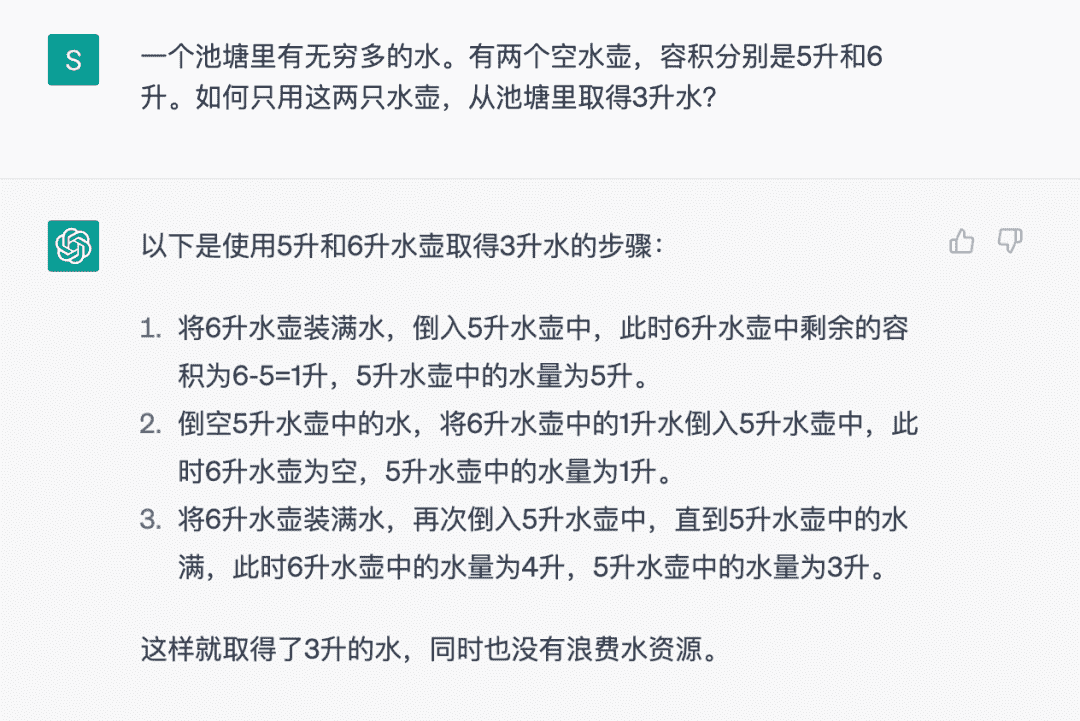 S
一个池塘里有无穷多的水。有两个空水壶，容积分别是5升和6
升。如何只用这两只水壶，从池塘里取得3升水?
以下是使用5升和6升水壶取得3升水的步骤：
1. 将6升水壶装满水，倒入5升水壶中，此时6升水壶中剩余的容
积为6-5=1升，5升水壶中的水量为5升。
2. 倒空5升水壶中的水，将6升水壶中的1升水倒入5升水壶中，此
时6升水壶为空，5升水壶中的水量为1升。
3. 将6升水壶装满水，再次倒入5升水壶中，直到5升水壶中的水
满，此时6升水壶中的水量为4升，5升水壶中的水量为3升。
这样就取得了3升的水，同时也没有浪费水资源。